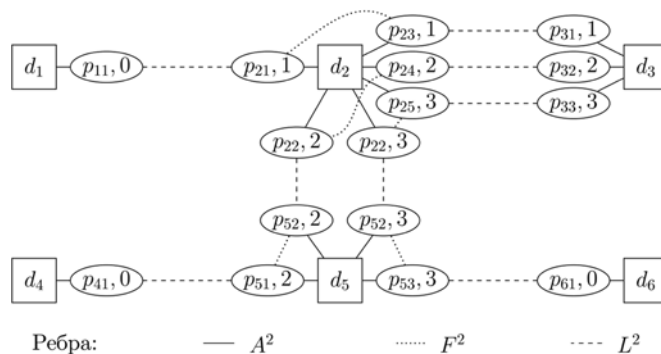 p₂₃, 1 p₃₁, 1
d₁ p₁₁, 0 p₂₁, 1 d₂ p₂₄, 2 p₃₂, 2 d₃
p₂₅, 3 p₃₃, 3
p₂₂, 2 p₂₂, 3
p₅₂, 2 p₅₂, 3
d₄ p₄₁, 0 p₅₁, 2 d₅ p₅₃, 3 p₆₁, 0 d₆
Ребра: A² F² L²